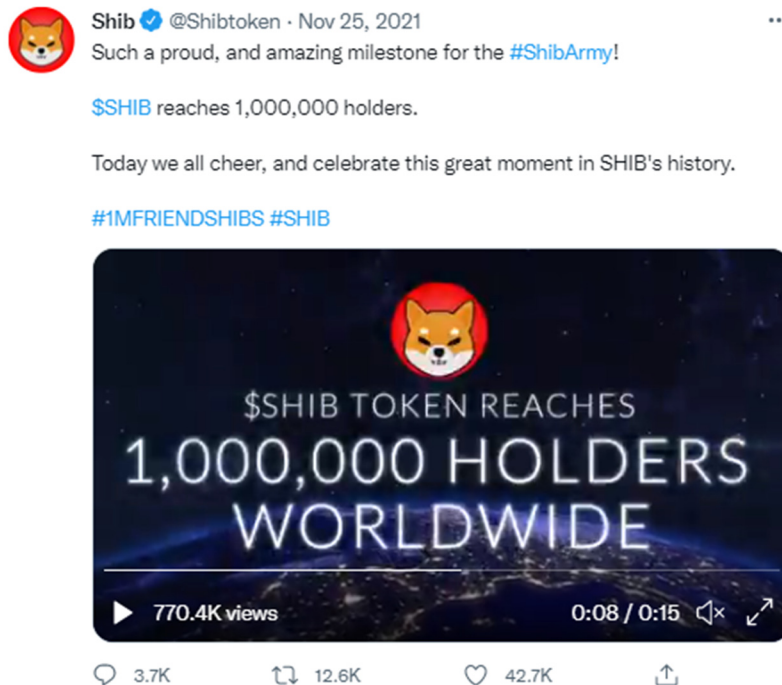 Shib @Shibtoken · Nov 25, 2021
Such a proud, and amazing milestone for the #ShibArmy!
$SHIB reaches 1,000,000 holders.
Today we all cheer, and celebrate this great moment in SHIB's history.
#1MFRIENDSHIBS #SHIB
$SHIB TOKEN REACHES
1,000,000 HOLDERS
WORLDWIDE
770.4K views 0:08 / 0:15
3.7K 12.6K 42.7K